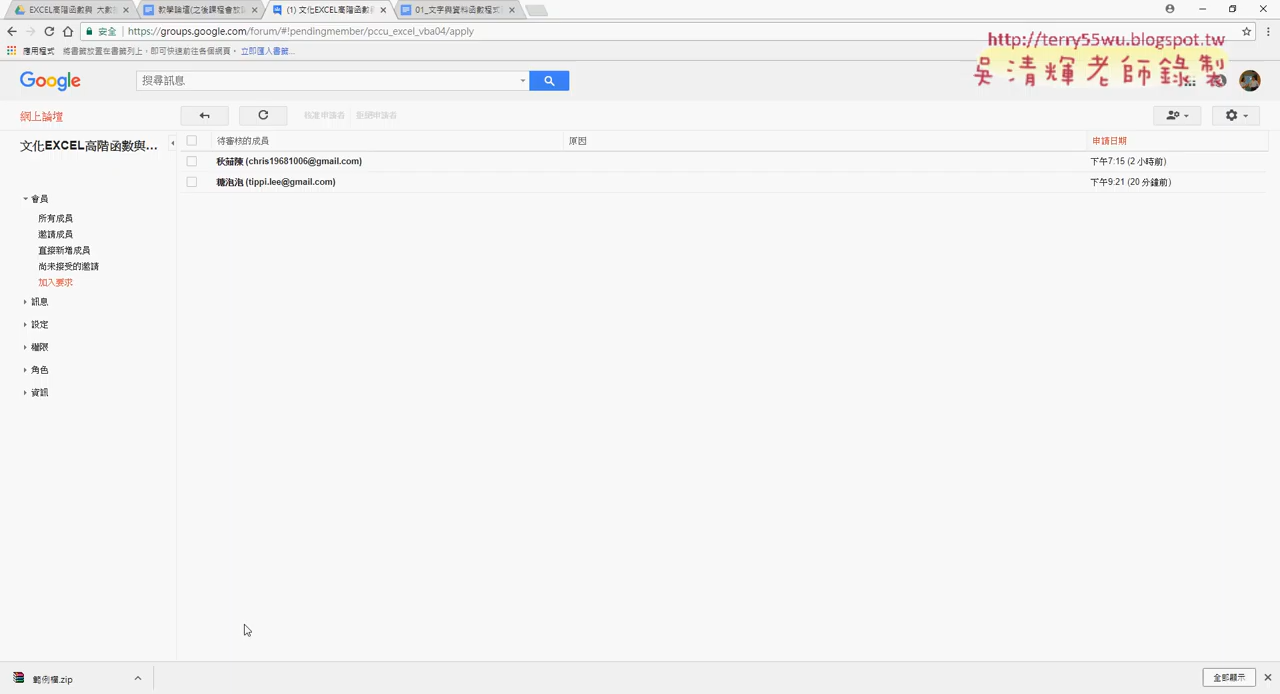 EXCEL高階函數與 大數
教學論壇(之後課程會放
(1) 文化EXCEL高階函數
01_文字與資料函數程式
安全 https://groups.google.com/forum/#!pendingmember/pccu_excel_vba04/apply
應用程式 將書籤放置在書籤列上，即可快速前往各個網頁。 立即匯入書籤...
http://terry55wu.blogspot.tw
吳清輝老師錄製
Google 搜尋訊息
網上論壇 核准申請者 拒絕申請者
文化EXCEL高階函數與...
待審核的成員 原因 申請日期
秋茹陳 (chris19681006@gmail.com) 下午7:15 (2 小時前)
糖泡泡 (tippi.lee@gmail.com) 下午9:21 (20 分鐘前)
會員
所有成員
邀請成員
直接新增成員
尚未接受的邀請
加入要求
訊息
設定
權限
角色
資訊
範例檔.zip 全部顯示